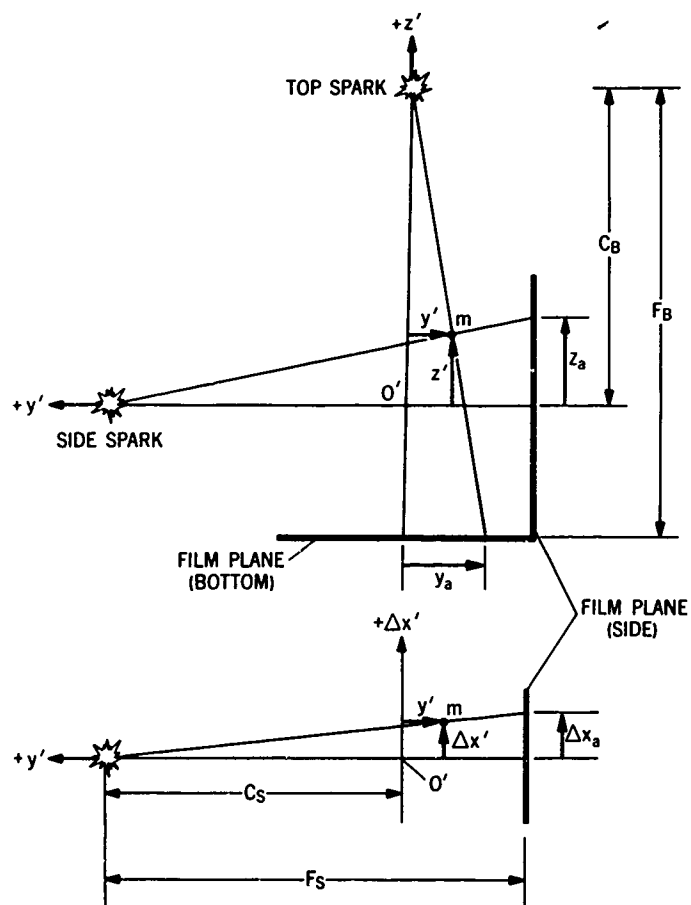 +z'
TOP SPARK
C_B
F_B
y'
m
z_a
z'
O'
+y'
SIDE SPARK
FILM PLANE
(BOTTOM)
y_a
FILM PLANE
(SIDE)
+Δx'
y'
m
Δx'
Δx_a
+y'
O'
C_S
F_S